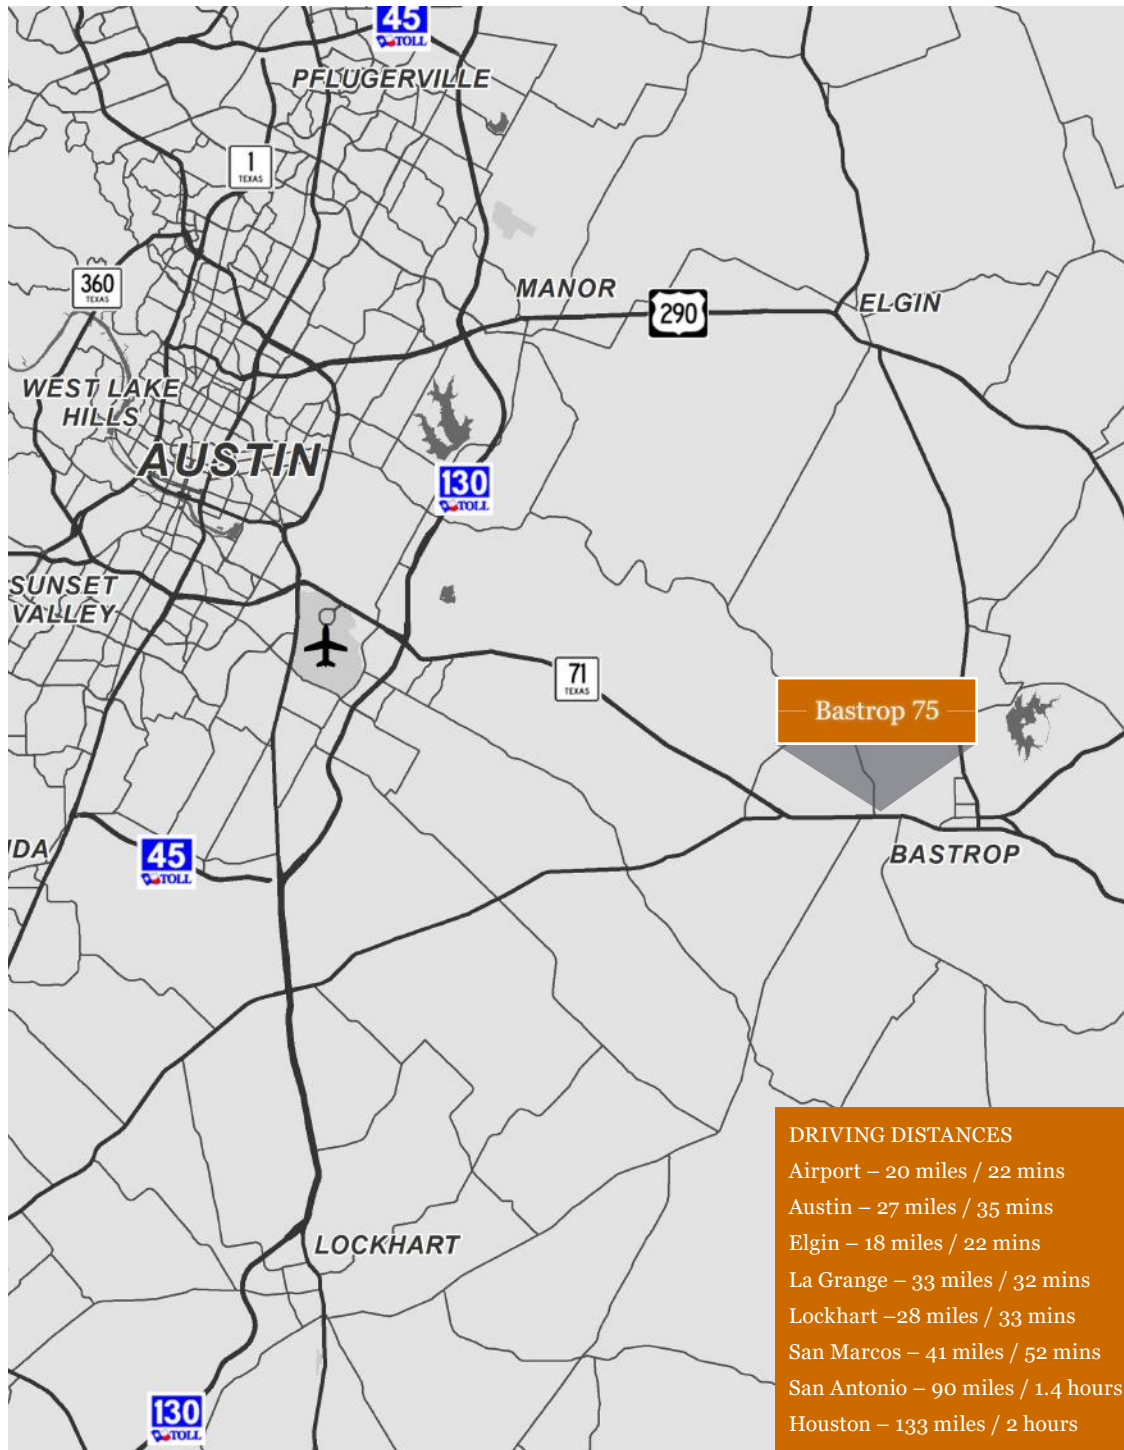 45
TOLL
PFLUGERVILLE
1
TEXAS
360
TEXAS
MANOR
290
ELGIN
WEST LAKE
HILLS
AUSTIN
130
TOLL
SUNSET
VALLEY
71
TEXAS
Bastrop 75
IDA
45
TOLL
BASTROP
LOCKHART
130
TOLL
DRIVING DISTANCES
Airport – 20 miles / 22 mins
Austin – 27 miles / 35 mins
Elgin – 18 miles / 22 mins
La Grange – 33 miles / 32 mins
Lockhart –28 miles / 33 mins
San Marcos – 41 miles / 52 mins
San Antonio – 90 miles / 1.4 hours
Houston – 133 miles / 2 hours